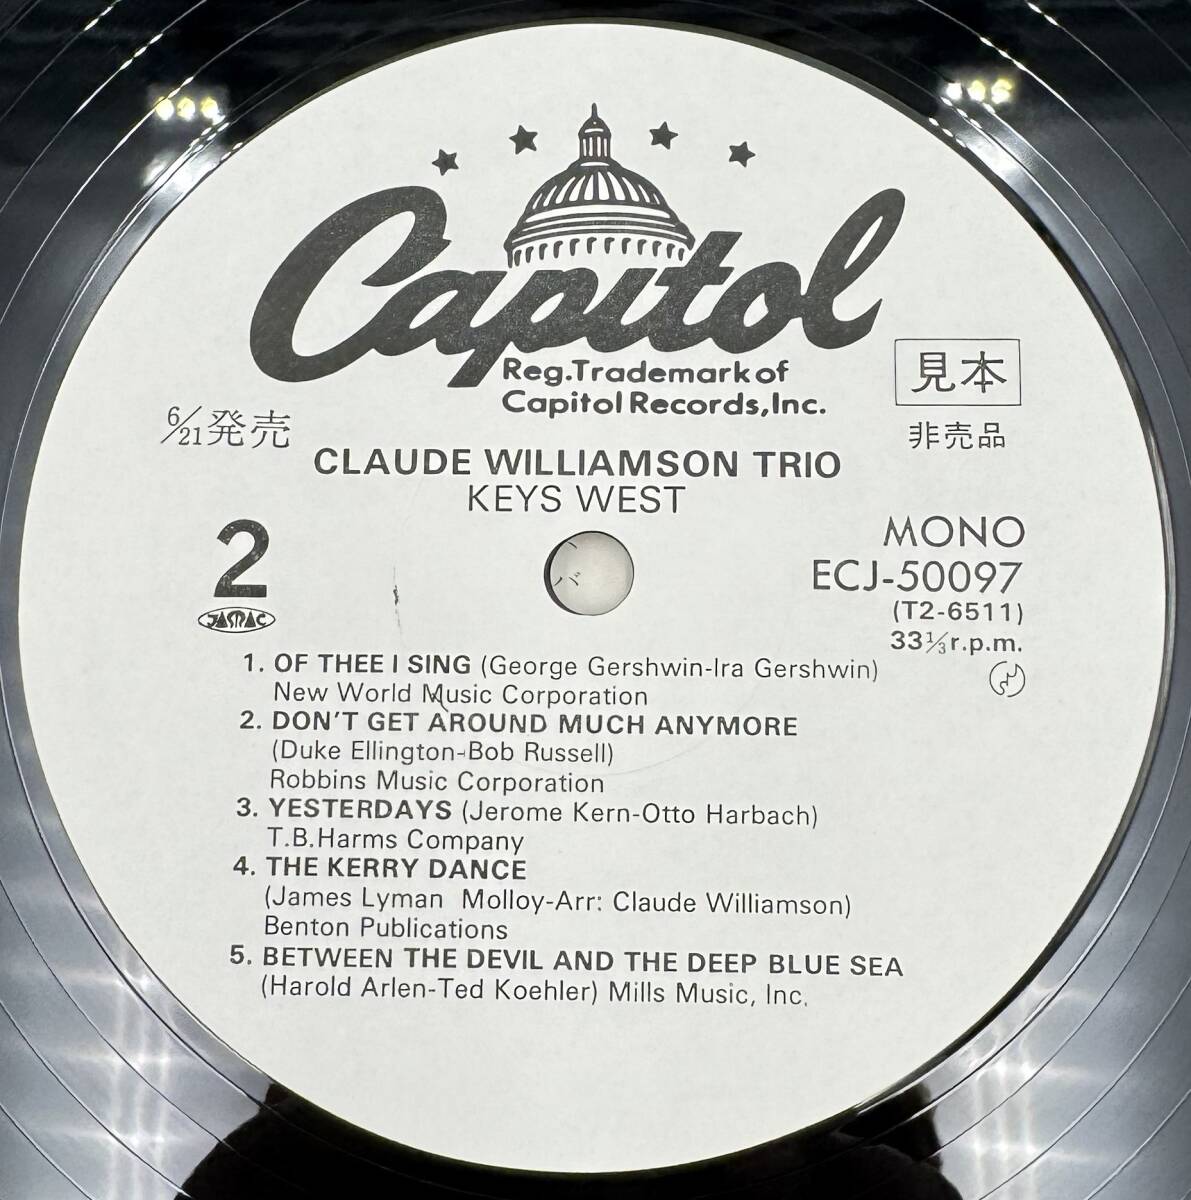 Capitol
Reg.Trademark of
Capitol Records,Inc.
見本
非売品
6/21発売
CLAUDE WILLIAMSON TRIO
KEYS WEST
2
JASRAC
MONO
ECJ-50097
(T2-6511)
33⅓r.p.m.
バ
1. OF THEE I SING (George Gershwin-Ira Gershwin)
New World Music Corporation
2. DON'T GET AROUND MUCH ANYMORE
(Duke Ellington-Bob Russell)
Robbins Music Corporation
3. YESTERDAYS (Jerome Kern-Otto Harbach)
T.B.Harms Company
4. THE KERRY DANCE
(James Lyman Molloy-Arr: Claude Williamson)
Benton Publications
5. BETWEEN THE DEVIL AND THE DEEP BLUE SEA
(Harold Arlen-Ted Koehler) Mills Music, Inc.